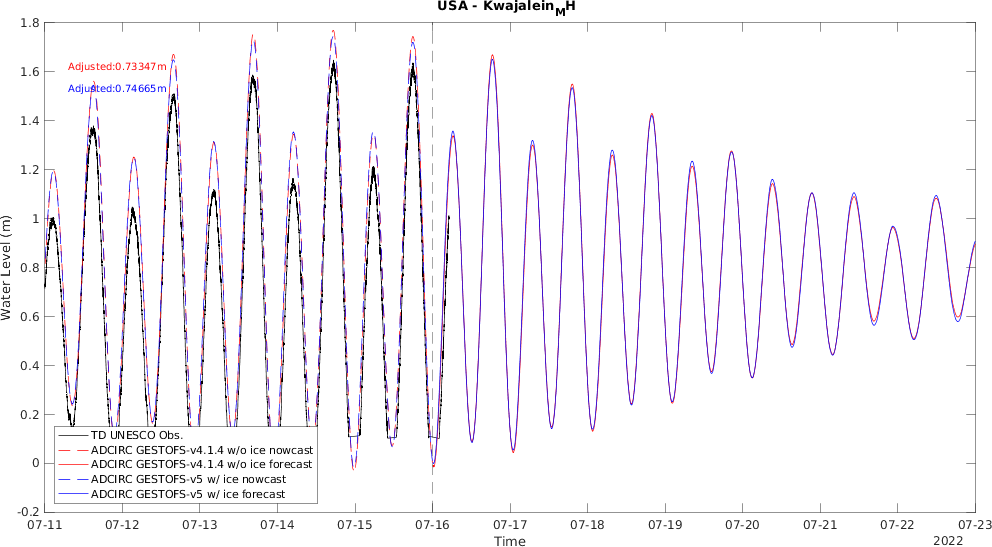 USA - Kwajalein_MH
1.8
1.6
1.4
1.2
1
0.8
0.6
0.4
0.2
0
-0.2
Water Level (m)
Adjusted:0.73347m
Adjusted:0.74665m
TD UNESCO Obs.
ADCIRC GESTOFS-v4.1.4 w/o ice nowcast
ADCIRC GESTOFS-v4.1.4 w/o ice forecast
ADCIRC GESTOFS-v5 w/ ice nowcast
ADCIRC GESTOFS-v5 w/ ice forecast
07-11 07-12 07-13 07-14 07-15 07-16 07-17 07-18 07-19 07-20 07-21 07-22 07-23
Time
2022